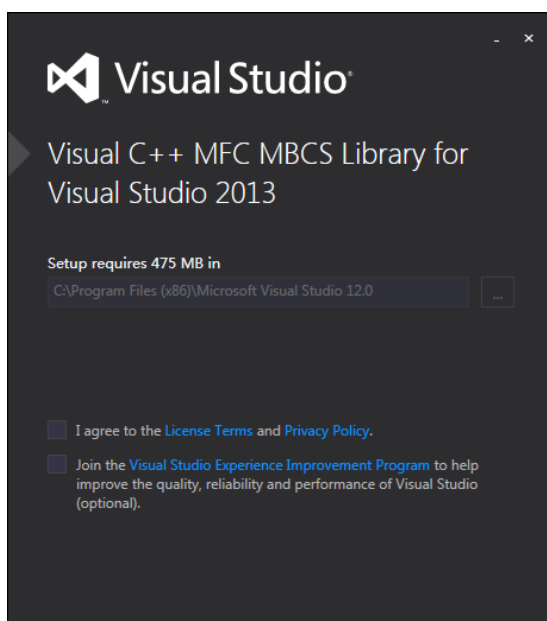 Visual Studio®
™
Visual C++ MFC MBCS Library for
Visual Studio 2013
Setup requires 475 MB in
C:\Program Files (x86)\Microsoft Visual Studio 12.0
...
I agree to the License Terms and Privacy Policy.
Join the Visual Studio Experience Improvement Program to help
improve the quality, reliability and performance of Visual Studio
(optional).